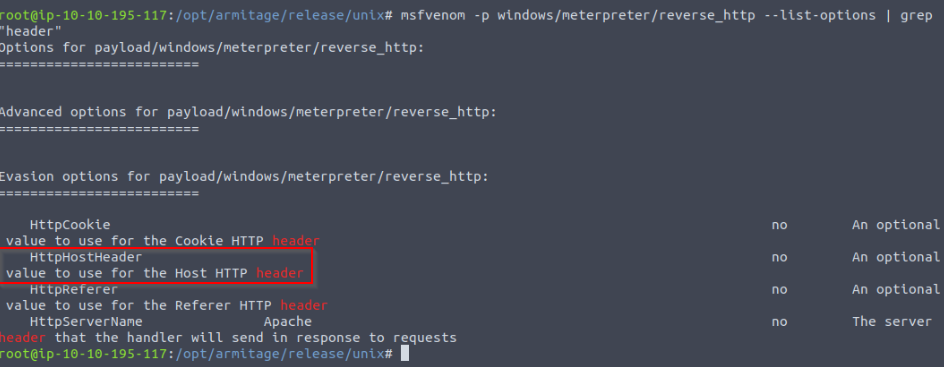 root@ip-10-10-195-117:/opt/armitage/release/unix# msfvenom -p windows/meterpreter/reverse_http --list-options | grep
"header"
Options for payload/windows/meterpreter/reverse_http:
=========================
Advanced options for payload/windows/meterpreter/reverse_http:
=========================
Evasion options for payload/windows/meterpreter/reverse_http:
=========================
HttpCookie no An optional
value to use for the Cookie HTTP header
HttpHostHeader no An optional
value to use for the Host HTTP header
HttpReferer no An optional
value to use for the Referer HTTP header
HttpServerName Apache no The server
header that the handler will send in response to requests
root@ip-10-10-195-117:/opt/armitage/release/unix#